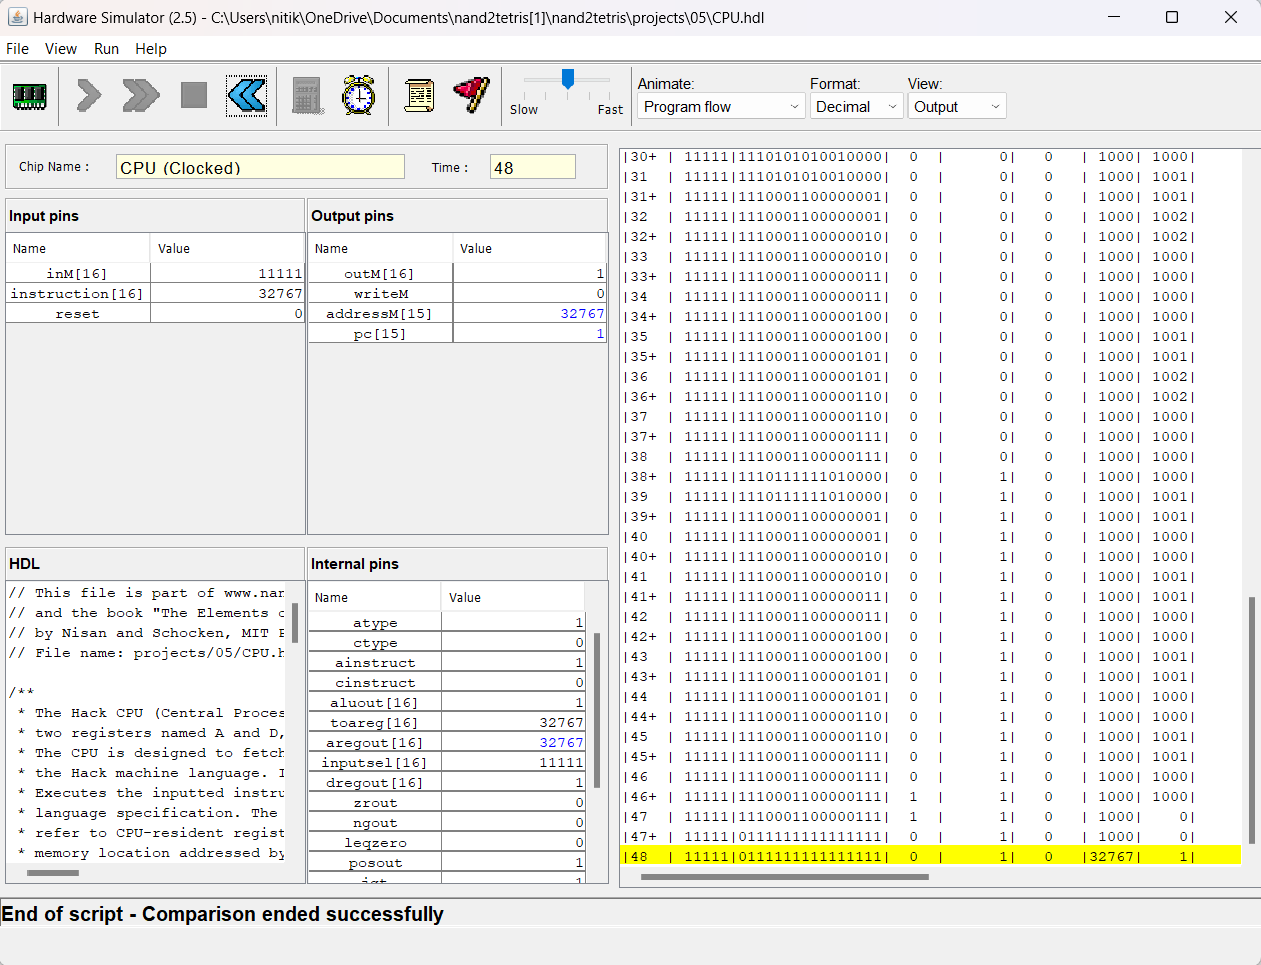 Hardware Simulator (2.5) - C:\Users\nitik\OneDrive\Documents\nand2tetris[1]\nand2tetris\projects\05\CPU.hdl
File View Run Help
Slow Fast
Animate: Format: View:
Program flow Decimal Output
Chip Name : CPU (Clocked) Time : 48
Input pins
Name Value
inM[16] 11111
instruction[16] 32767
reset 0
Output pins
Name Value
outM[16] 1
writeM 0
addressM[15] 32767
pc[15] 1
HDL
// This file is part of www.nan
// and the book "The Elements o
// by Nisan and Schocken, MIT P
// File name: projects/05/CPU.h
/**
* The Hack CPU (Central Proces
* two registers named A and D,
* The CPU is designed to fetch
* the Hack machine language. I
* Executes the inputted instru
* language specification. The
* refer to CPU-resident regist
* memory location addressed by
Internal pins
Name Value
atype 1
ctype 0
ainstruct 1
cinstruct 0
aluout[16] 1
toareg[16] 32767
aregout[16] 32767
inputsel[16] 11111
dregout[16] 1
zrout 0
ngout 0
leqzero 0
posout 1
|30+ | 11111|1110101010010000| 0 | 0| 0 | 1000| 1000|
|31 | 11111|1110101010010000| 0 | 0| 0 | 1000| 1001|
|31+ | 11111|1110001100000001| 0 | 0| 0 | 1000| 1001|
|32 | 11111|1110001100000001| 0 | 0| 0 | 1000| 1002|
|32+ | 11111|1110001100000010| 0 | 0| 0 | 1000| 1002|
|33 | 11111|1110001100000010| 0 | 0| 0 | 1000| 1000|
|33+ | 11111|1110001100000011| 0 | 0| 0 | 1000| 1000|
|34 | 11111|1110001100000011| 0 | 0| 0 | 1000| 1000|
|34+ | 11111|1110001100000100| 0 | 0| 0 | 1000| 1000|
|35 | 11111|1110001100000100| 0 | 0| 0 | 1000| 1001|
|35+ | 11111|1110001100000101| 0 | 0| 0 | 1000| 1001|
|36 | 11111|1110001100000101| 0 | 0| 0 | 1000| 1002|
|36+ | 11111|1110001100000110| 0 | 0| 0 | 1000| 1002|
|37 | 11111|1110001100000110| 0 | 0| 0 | 1000| 1000|
|37+ | 11111|1110001100000111| 0 | 0| 0 | 1000| 1000|
|38 | 11111|1110001100000111| 0 | 0| 0 | 1000| 1000|
|38+ | 11111|1110111111010000| 0 | 1| 0 | 1000| 1000|
|39 | 11111|1110111111010000| 0 | 1| 0 | 1000| 1001|
|39+ | 11111|1110001100000001| 0 | 1| 0 | 1000| 1001|
|40 | 11111|1110001100000001| 0 | 1| 0 | 1000| 1000|
|40+ | 11111|1110001100000010| 0 | 1| 0 | 1000| 1000|
|41 | 11111|1110001100000010| 0 | 1| 0 | 1000| 1001|
|41+ | 11111|1110001100000011| 0 | 1| 0 | 1000| 1001|
|42 | 11111|1110001100000011| 0 | 1| 0 | 1000| 1000|
|42+ | 11111|1110001100000100| 0 | 1| 0 | 1000| 1000|
|43 | 11111|1110001100000100| 0 | 1| 0 | 1000| 1001|
|43+ | 11111|1110001100000101| 0 | 1| 0 | 1000| 1001|
|44 | 11111|1110001100000101| 0 | 1| 0 | 1000| 1000|
|44+ | 11111|1110001100000110| 0 | 1| 0 | 1000| 1000|
|45 | 11111|1110001100000110| 0 | 1| 0 | 1000| 1001|
|45+ | 11111|1110001100000111| 0 | 1| 0 | 1000| 1001|
|46 | 11111|1110001100000111| 0 | 1| 0 | 1000| 1000|
|46+ | 11111|1110001100000111| 1 | 1| 0 | 1000| 1000|
|47 | 11111|1110001100000111| 1 | 1| 0 | 1000| 0|
|47+ | 11111|0111111111111111| 0 | 1| 0 | 1000| 0|
|48 | 11111|0111111111111111| 0 | 1| 0 |32767| 1|
End of script - Comparison ended successfully